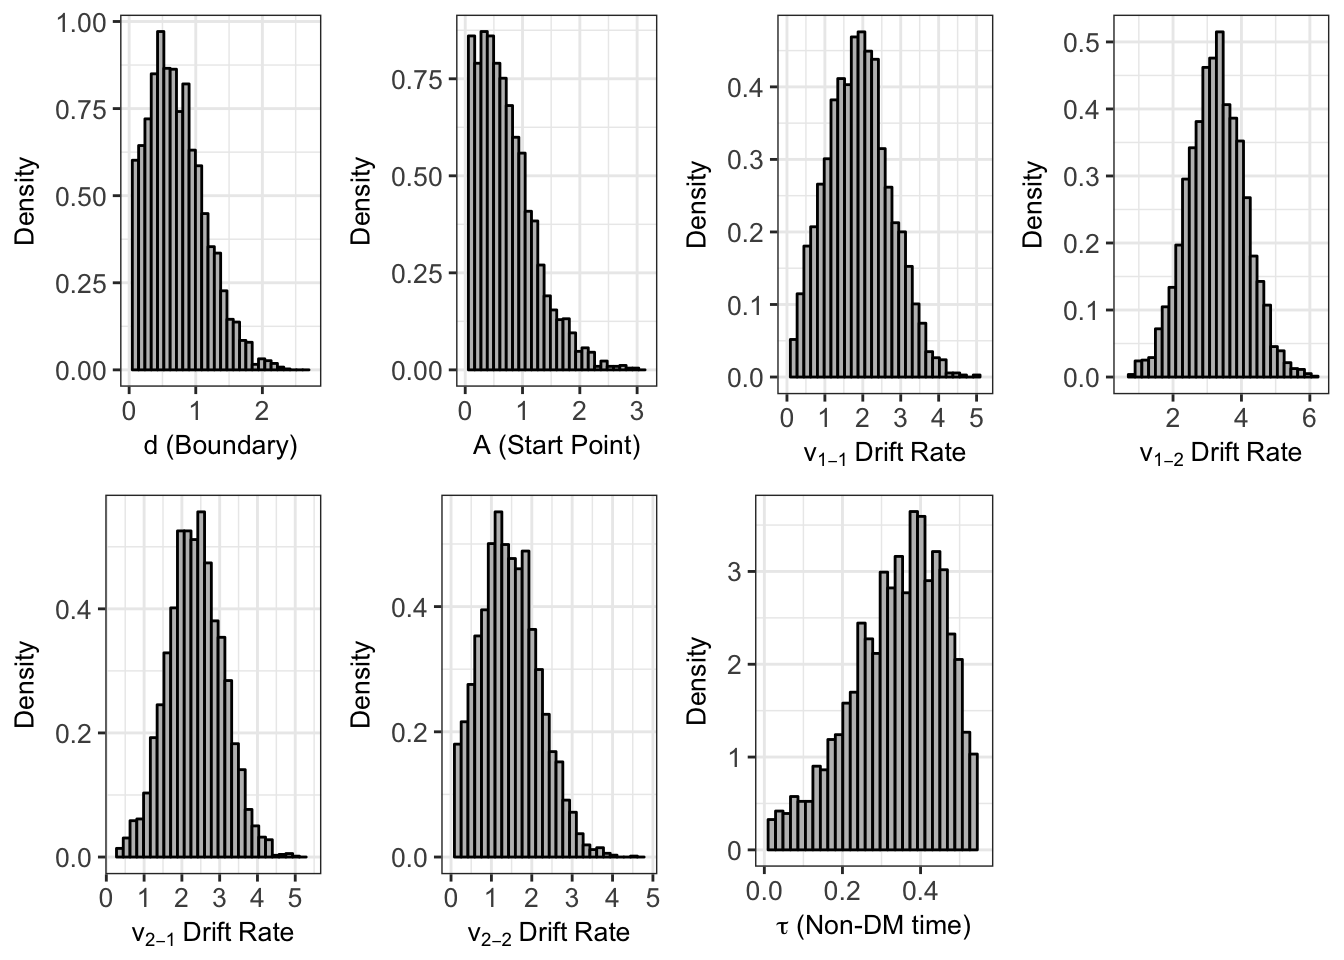 Density
1.00
0.75
0.50
0.25
0.00
0 1 2
d (Boundary)
Density
0.75
0.50
0.25
0.00
0 1 2 3
A (Start Point)
Density
0.4
0.3
0.2
0.1
0.0
0 1 2 3 4 5
v₁₋₁ Drift Rate
Density
0.5
0.4
0.3
0.2
0.1
0.0
2 4 6
v₁₋₂ Drift Rate
Density
0.4
0.2
0.0
0 1 2 3 4 5
v₂₋₁ Drift Rate
Density
0.4
0.2
0.0
0 1 2 3 4 5
v₂₋₂ Drift Rate
Density
3
2
1
0
0.0 0.2 0.4
τ (Non-DM time)